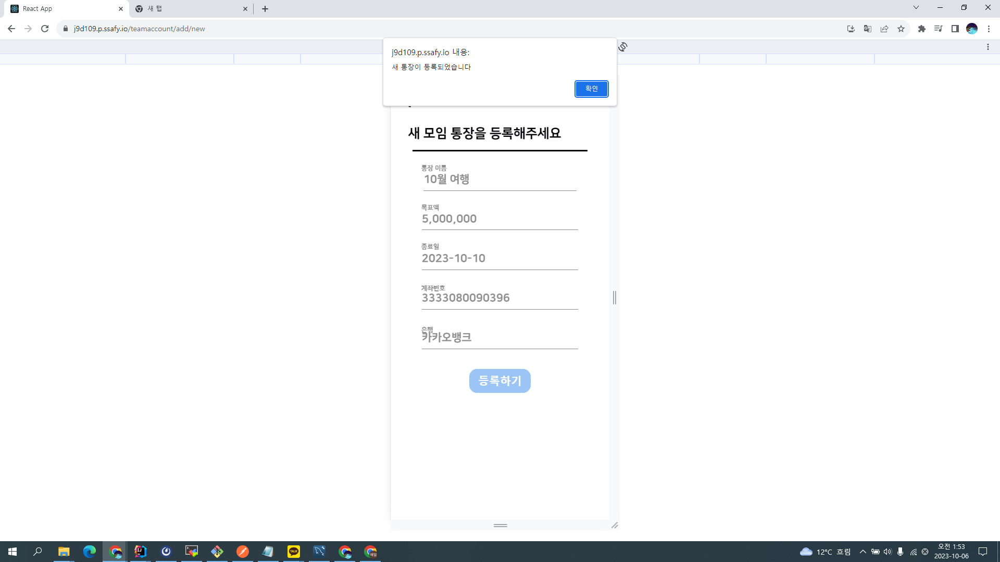 React App
새 탭
j9d109.p.ssafy.io/teamaccount/add/new
j9d109.p.ssafy.io 내용:
새 통장이 등록되었습니다
확인
새 모임 통장을 등록해주세요
통장 이름
10월 여행
목표액
5,000,000
종료일
2023-10-10
계좌번호
3333080090396
은행
카카오뱅크
등록하기
IJ
TALK
메일
12°C 흐림
오전 1:53
2023-10-06